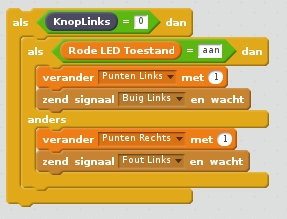 als KnopLinks = 0 dan
als Rode LED Toestand = aan dan
verander Punten Links met 1
zend signaal Buig Links en wacht
anders
verander Punten Rechts met 1
zend signaal Fout Links en wacht